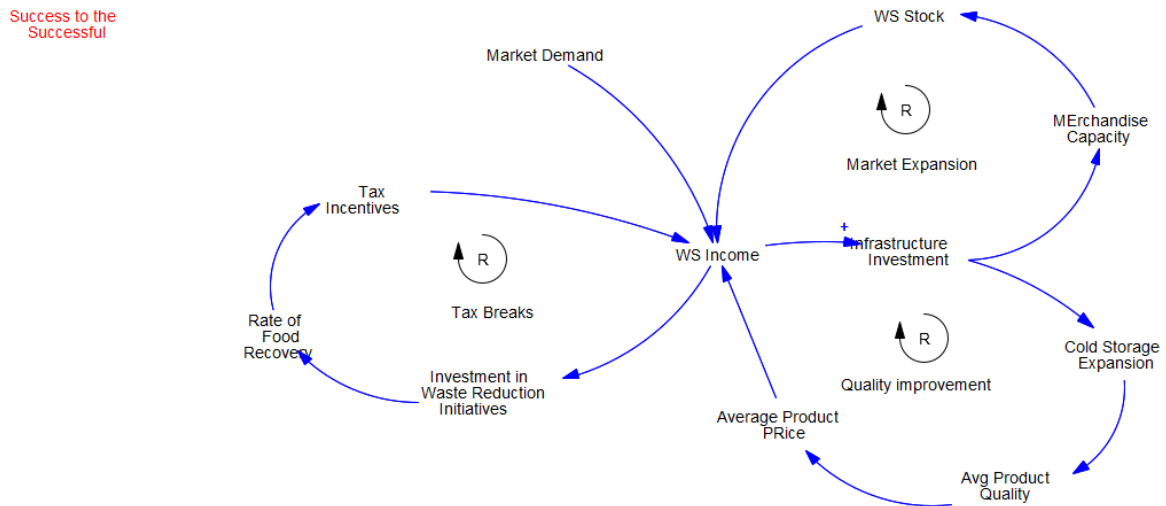 Success to the
Successful
WS Stock
Market Demand
R
MErchandise
Capacity
Market Expansion
Tax
Incentives
+
Infrastructure
Investment
WS Income
R
Tax Breaks
Rate of
Food
Recovery
R
Cold Storage
Expansion
Quality improvement
Investment in
Waste Reduction
Initiatives
Average Product
PRice
Avg Product
Quality